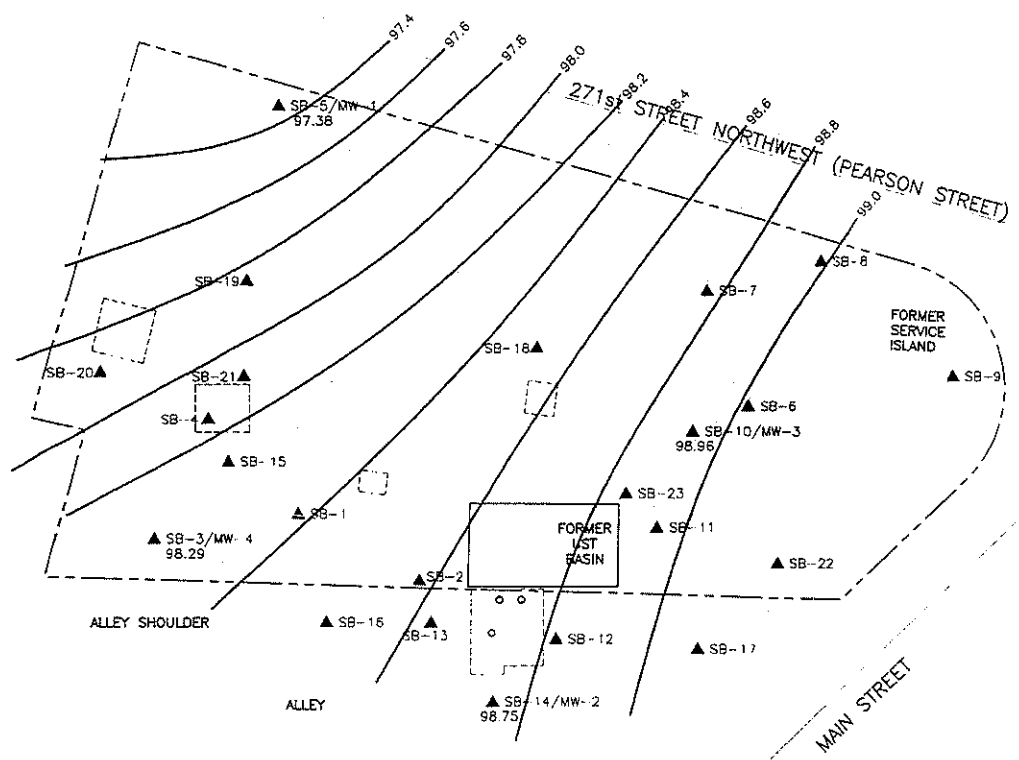 97.4
97.6
97.8
98.0
98.2
98.4
98.6
98.8
99.0
271st STREET NORTHWEST (PEARSON STREET)
SB-5/MW-1
97.38
SB-8
SB-19
SB-7
FORMER
SERVICE
ISLAND
SB-18
SB-20
SB-21
SB-9
SB-4
SB-6
SB-10/MW-3
98.96
SB-15
SB-23
SB-1
FORMER
UST
BASIN
SB-11
SB-3/MW-4
98.29
SB-22
SB-2
ALLEY SHOULDER
SB-16
SB-13
SB-12
SB-17
ALLEY
SB-14/MW-2
98.75
MAIN STREET